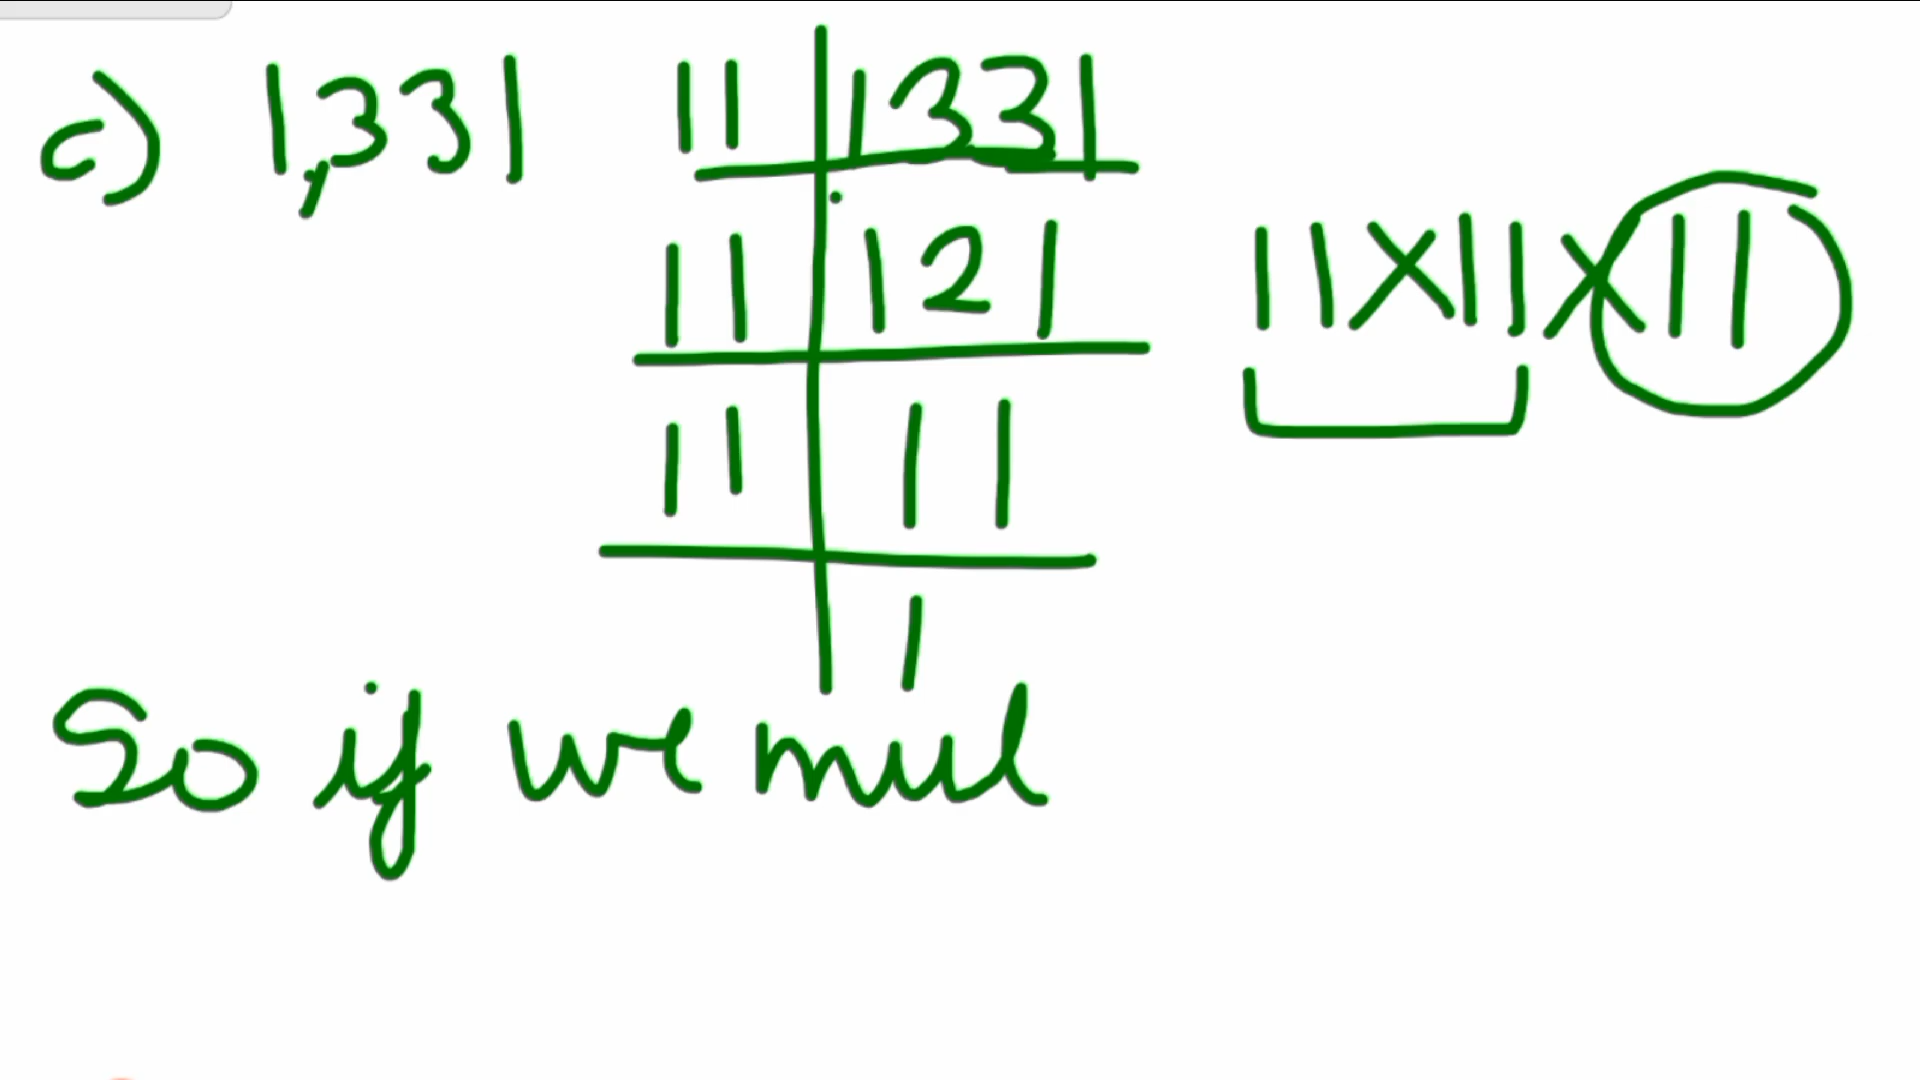 c) 1,331
11 | 1331
11 | 121
11 | 11
1
11×11×11
So if we mul